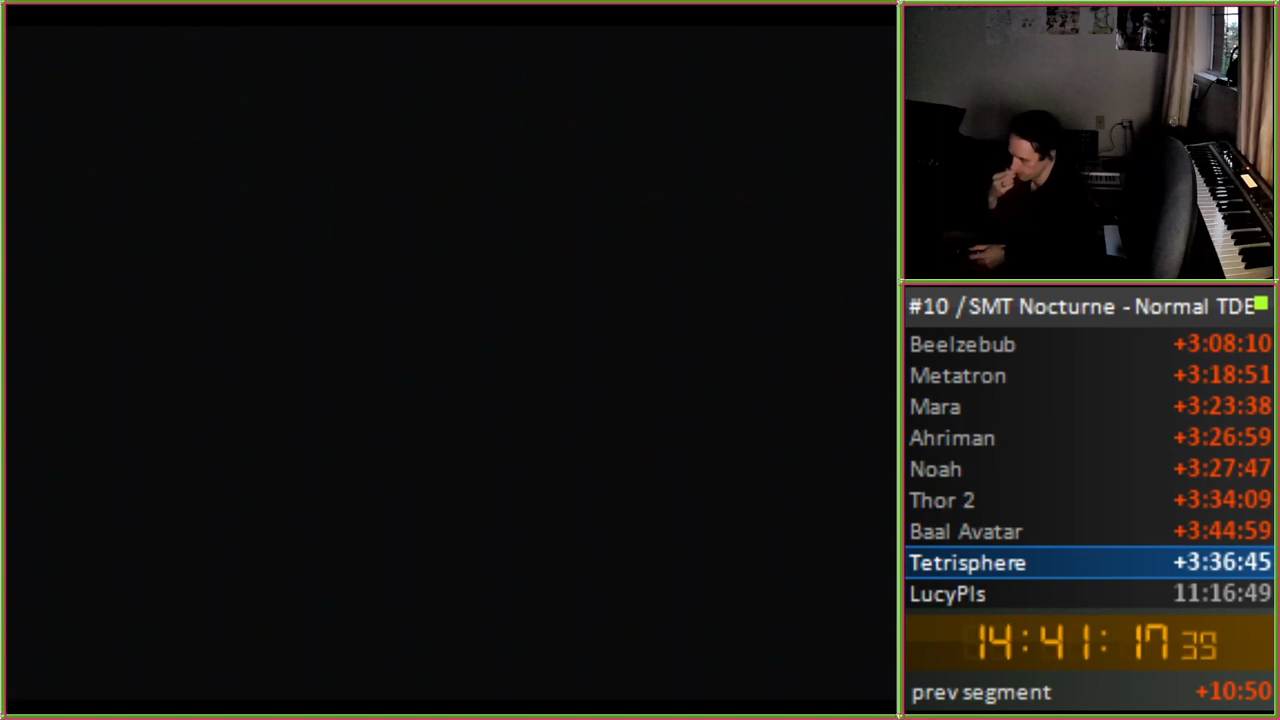 #10 / SMT Nocturne - Normal TDE
Beelzebub +3:08:10
Metatron +3:18:51
Mara +3:23:38
Ahriman +3:26:59
Noah +3:27:47
Thor 2 +3:34:09
Baal Avatar +3:44:59
Tetrisphere +3:36:45
LucyPls 11:16:49
14:41:17 39
prev segment +10:50